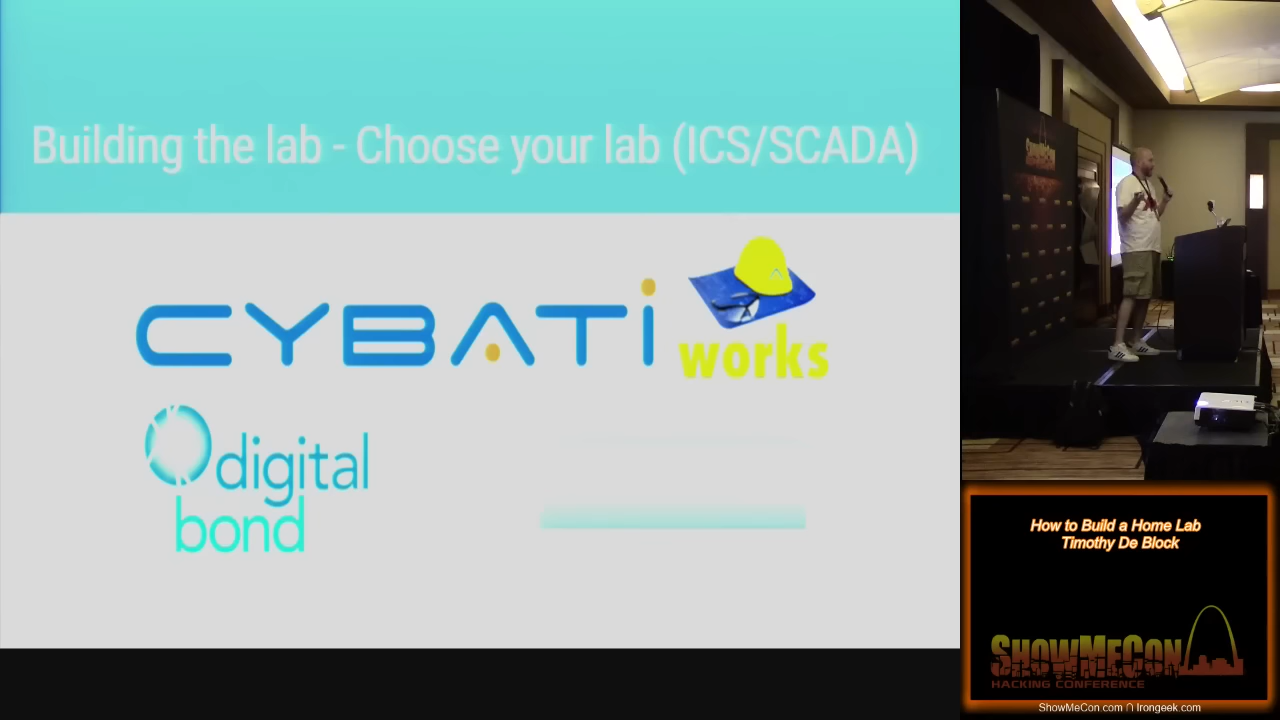 Building the lab - Choose your lab (ICS/SCADA)
CYBATi
works
digital
bond
How to Build a Home Lab
Timothy De Block
SHOWMECON
HACKING CONFERENCE
ShowMeCon.com ∩ Irongeek.com